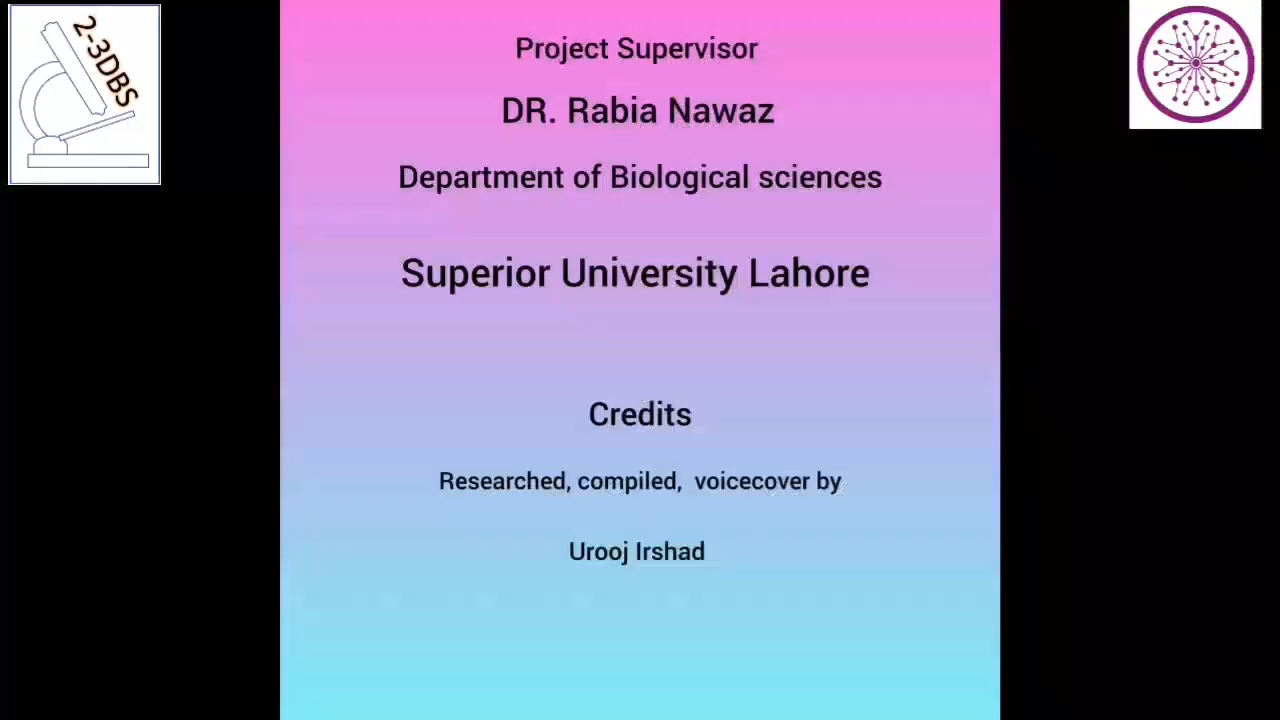 2-3DBS
Project Supervisor
DR. Rabia Nawaz
Department of Biological sciences
Superior University Lahore
Credits
Researched, compiled, voicecover by
Urooj Irshad